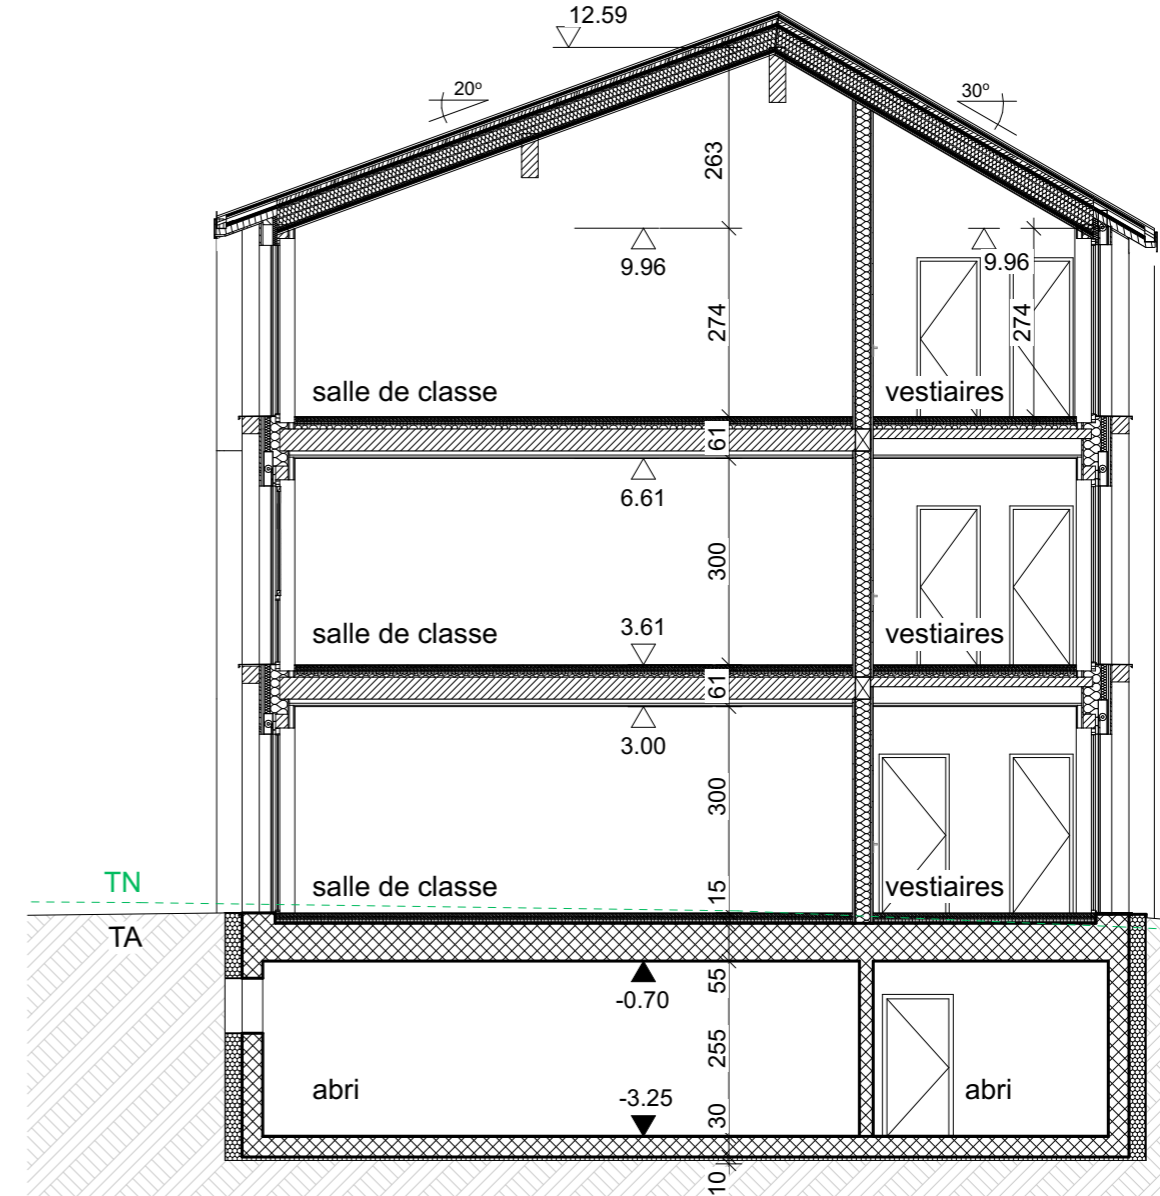 12.59
20º
30º
263
9.96
9.96
274
274
salle de classe
vestiaires
61
6.61
300
3.61
salle de classe
vestiaires
61
3.00
300
TN
15
salle de classe
vestiaires
TA
-0.70
55
255
abri
-3.25
abri
30
10